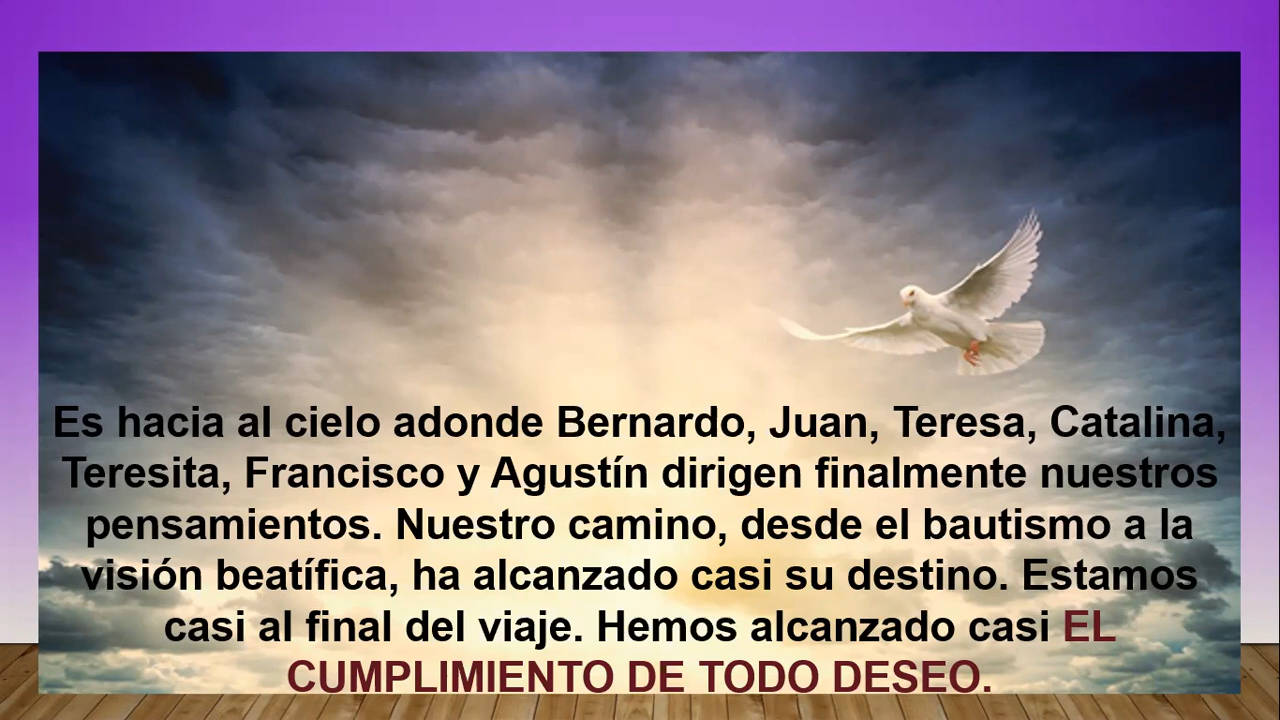 Es hacia al cielo adonde Bernardo, Juan, Teresa, Catalina,
Teresita, Francisco y Agustín dirigen finalmente nuestros
pensamientos. Nuestro camino, desde el bautismo a la
visión beatífica, ha alcanzado casi su destino. Estamos
casi al final del viaje. Hemos alcanzado casi EL
CUMPLIMIENTO DE TODO DESEO.